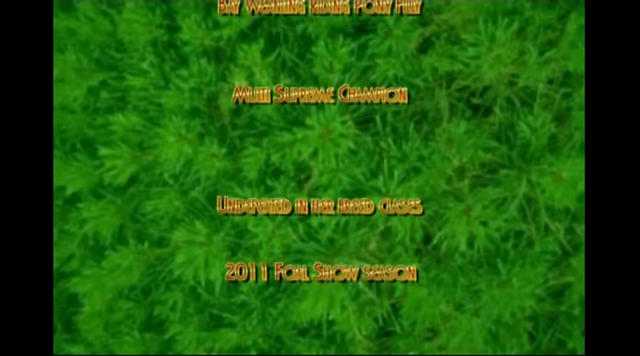 Bay Weanling Riding Pony Filly
Multi Supreme Champion
Undefeated in her breed classes
2011 Foal Show season